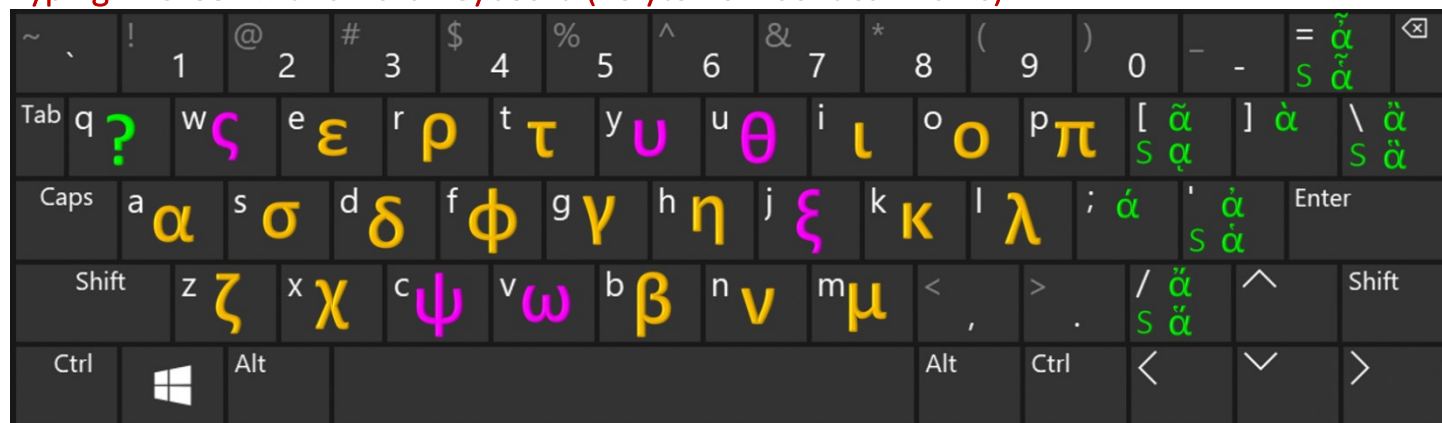 ~ ` ! 1 @ 2 # 3 $ 4 % 5 ^ 6 & 7 * 8 ( 9 ) 0 _ - = ἆ S ἇ
Tab q ? w ς e ε r ρ t τ y υ u θ i ι o ο p π [ ᾶ S ᾳ ] ὰ \ ἂ S ἃ
Caps a α s σ d δ f φ g γ h η j ξ k κ l λ ; ά ' ἀ S ἁ Enter
Shift z ζ x χ c ψ v ω b β n ν m μ < , > . / ἄ S ἅ Shift
Ctrl Alt Alt Ctrl